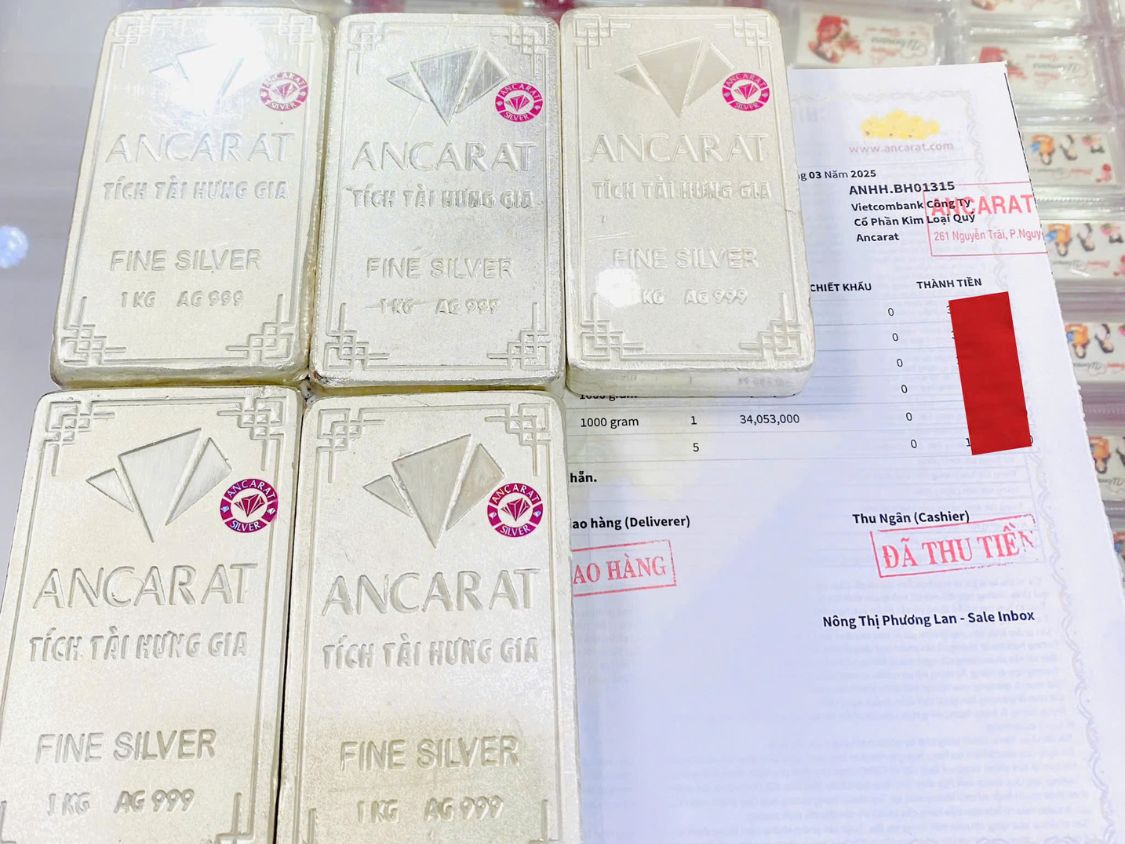 ANCARAT
TÍCH TÀI HƯNG GIA
FINE SILVER
1 KG AG 999
ANCARAT
SILVER
ANCARAT
TÍCH TÀI HƯNG GIA
FINE SILVER
1 KG AG 999
ANCARAT
SILVER
ANCARAT
TÍCH TÀI HƯNG GIA
FINE SILVER
KG AG 999
ANCARAT
SILVER
ANCARAT
TÍCH TÀI HƯNG GIA
FINE SILVER
1 KG AG 999
ANCARAT
SILVER
ANCARAT
TÍCH TÀI HƯNG GIA
FINE SILVER
1 KG AG 999
ANCARAT
SILVER
www.ancarat.com
g 03 Năm 2025
ANHH.BH01315
Vietcombank Công Ty
Cổ Phần Kim Loại Quý
Ancarat
ANCARAT
261 Nguyễn Trãi, P.Nguy
CHIẾT KHẤU THÀNH TIỀN
0
0
0
0
1000 gram 1 34,053,000 0
5 0
hẵn.
ao hàng (Deliverer) Thu Ngân (Cashier)
AO HÀNG ĐÃ THU TIỀN
Nông Thị Phương Lan - Sale Inbox